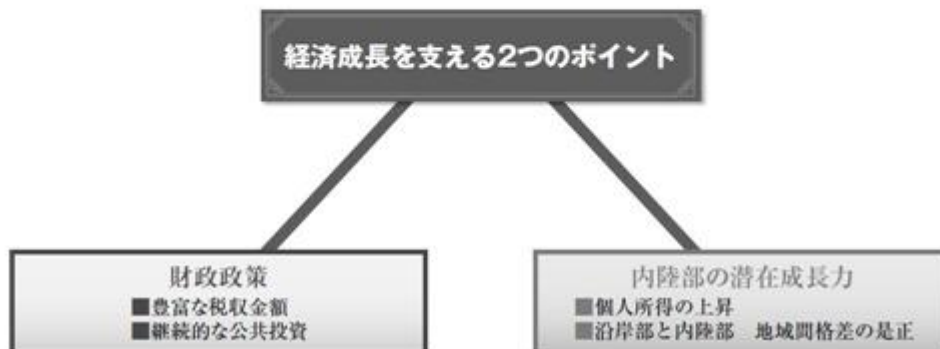 経済成長を支える2つのポイント
財政政策
■豊富な税収金額
■継続的な公共投資
内陸部の潜在成長力
■個人所得の上昇
■沿岸部と内陸部　地域間格差の是正